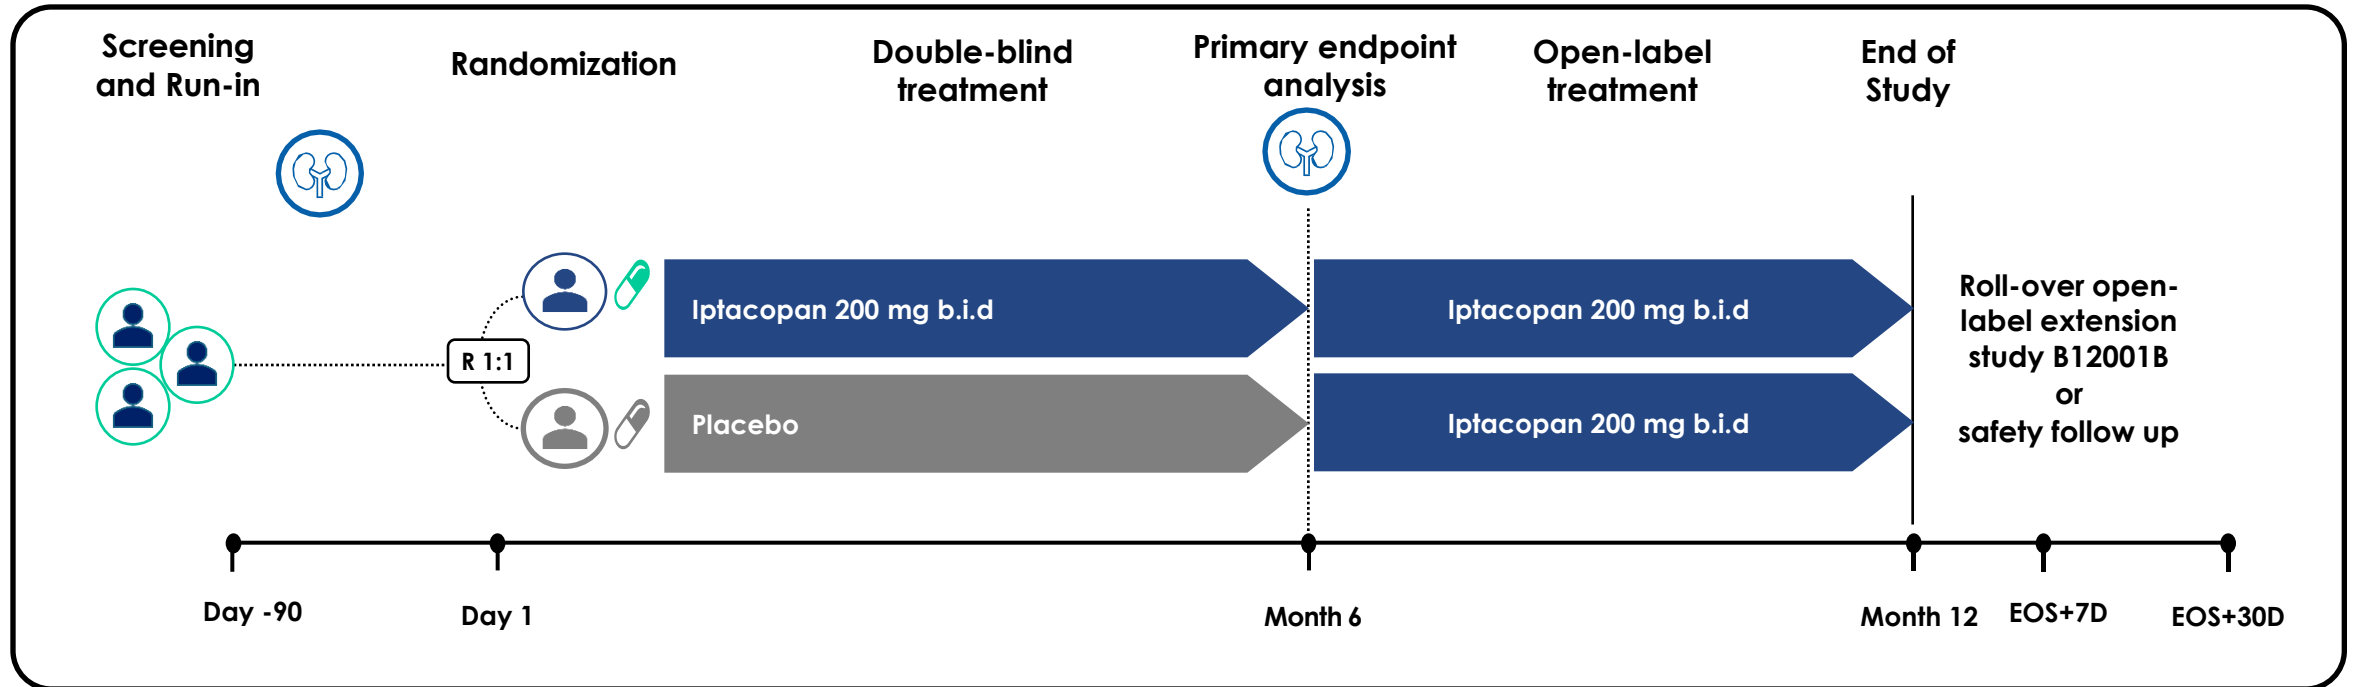 Screening
and Run-in
Randomization
Double-blind
treatment
Primary endpoint
analysis
Open-label
treatment
End of
Study
R 1:1
Iptacopan 200 mg b.i.d
Iptacopan 200 mg b.i.d
Placebo
Iptacopan 200 mg b.i.d
Roll-over open-
label extension
study B12001B
or
safety follow up
Day -90
Day 1
Month 6
Month 12
EOS+7D
EOS+30D